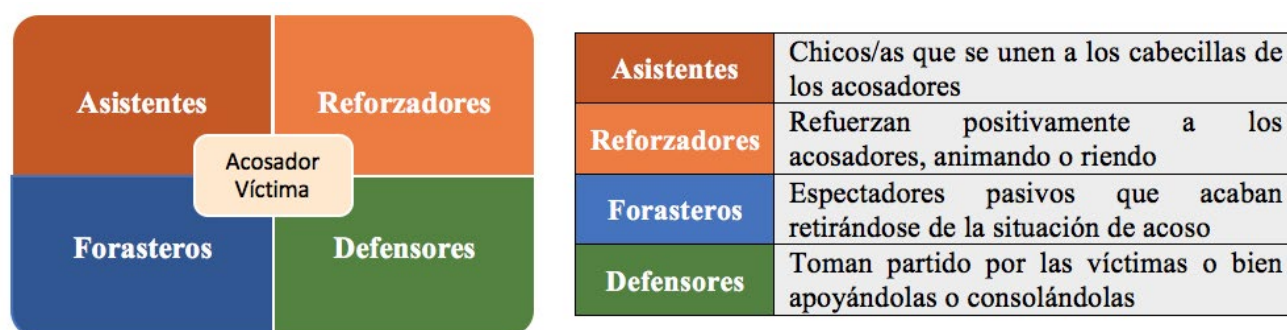 Asistentes
Reforzadores
Acosador
Víctima
Forasteros
Defensores
Asistentes
Chicos/as que se unen a los cabecillas de
los acosadores
Reforzadores
Refuerzan positivamente a los
acosadores, animando o riendo
Forasteros
Espectadores pasivos que acaban
retirándose de la situación de acoso
Defensores
Toman partido por las víctimas o bien
apoyándolas o consolándolas